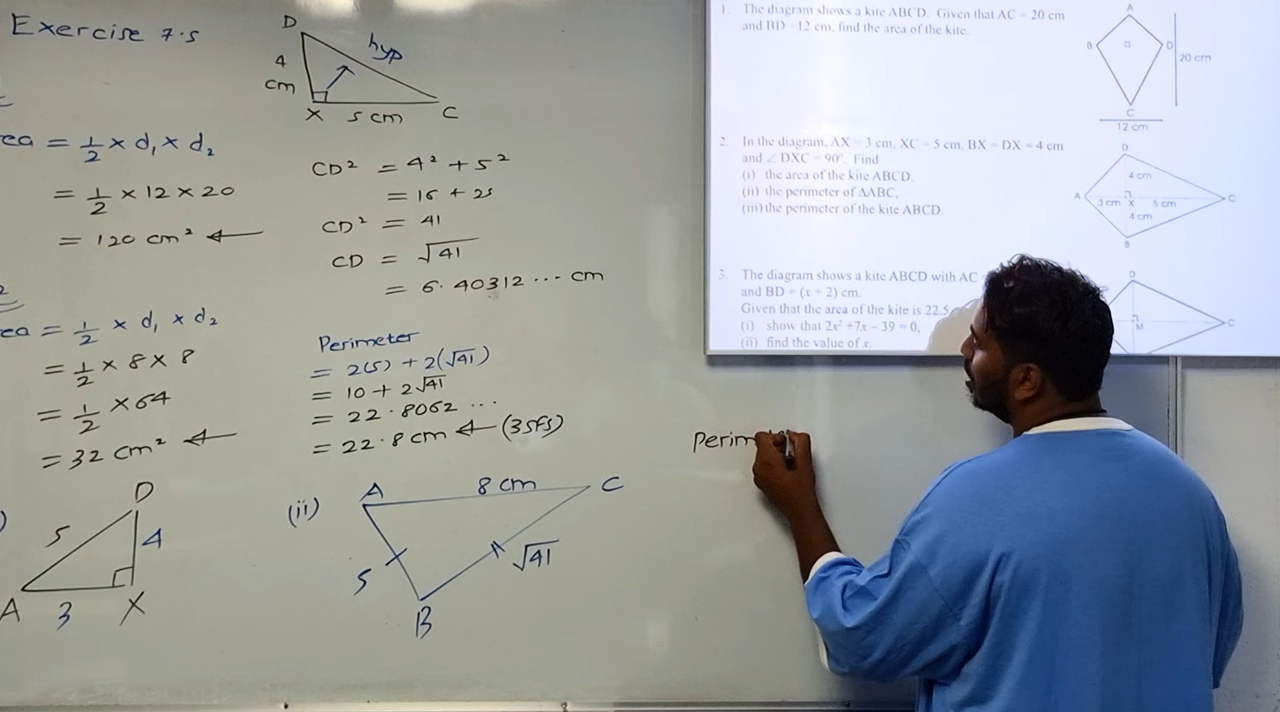 Exercise 7.5
D
hyp
4
cm
X 5 cm C
= 1/2 × d₁ × d₂
= 1/2 × 12 × 20
= 120 cm² ←
CD² = 4² + 5²
= 16 + 25
CD² = 41
CD = √41
= 6.40312 ... cm
2
= 1/2 × d₁ × d₂
= 1/2 × 8 × 8
= 1/2 × 64
= 32 cm² ←
Perimeter
= 2(5) + 2(√41)
= 10 + 2√41
= 22.8062 ...
= 22.8 cm ← (3sfs)
D
5
4
A 3 X
(ii)
A 8 cm C
5
√41
B
1. The diagram shows a kite ABCD. Given that AC = 20 cm
and BD = 12 cm, find the area of the kite.
A
B D
20 cm
C
12 cm
2. In the diagram, AX = 3 cm, XC = 5 cm, BX = DX = 4 cm
and ∠DXC = 90°. Find
(i) the area of the kite ABCD,
(ii) the perimeter of ΔABC,
(iii) the perimeter of the kite ABCD.
D
4 cm
A 3 cm X 5 cm C
4 cm
B
3. The diagram shows a kite ABCD with AC
and BD = (x + 2) cm.
Given that the area of the kite is 22.5
(i) show that 2x² + 7x − 39 = 0,
(ii) find the value of x.
D
M C